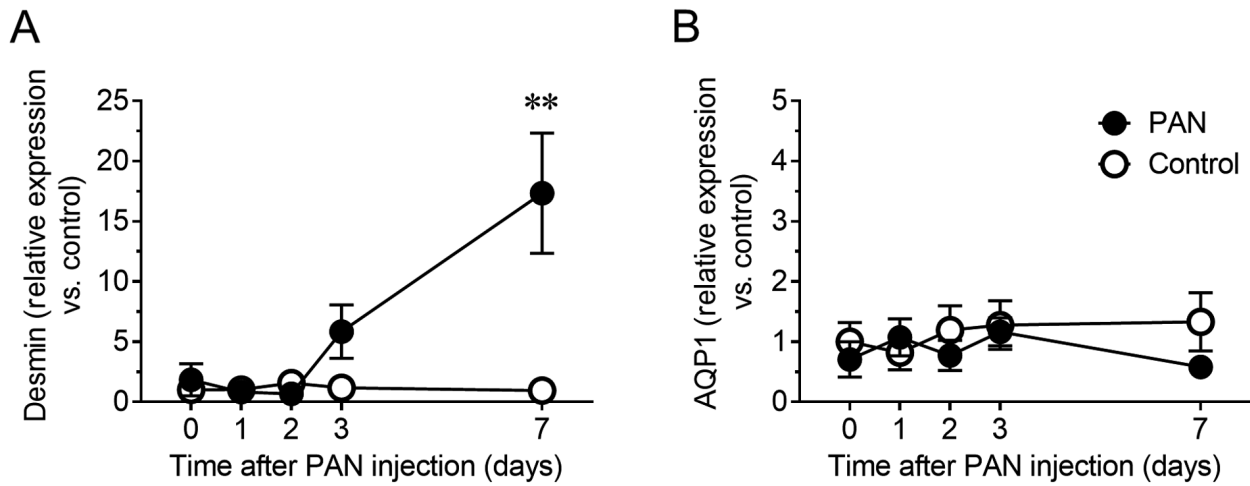 A
Desmin (relative expression
vs. control)
25
20
15
10
5
0
**
0 1 2 3 7
Time after PAN injection (days)
B
AQP1 (relative expression
vs. control)
5
4
3
2
1
0
PAN
Control
0 1 2 3 7
Time after PAN injection (days)